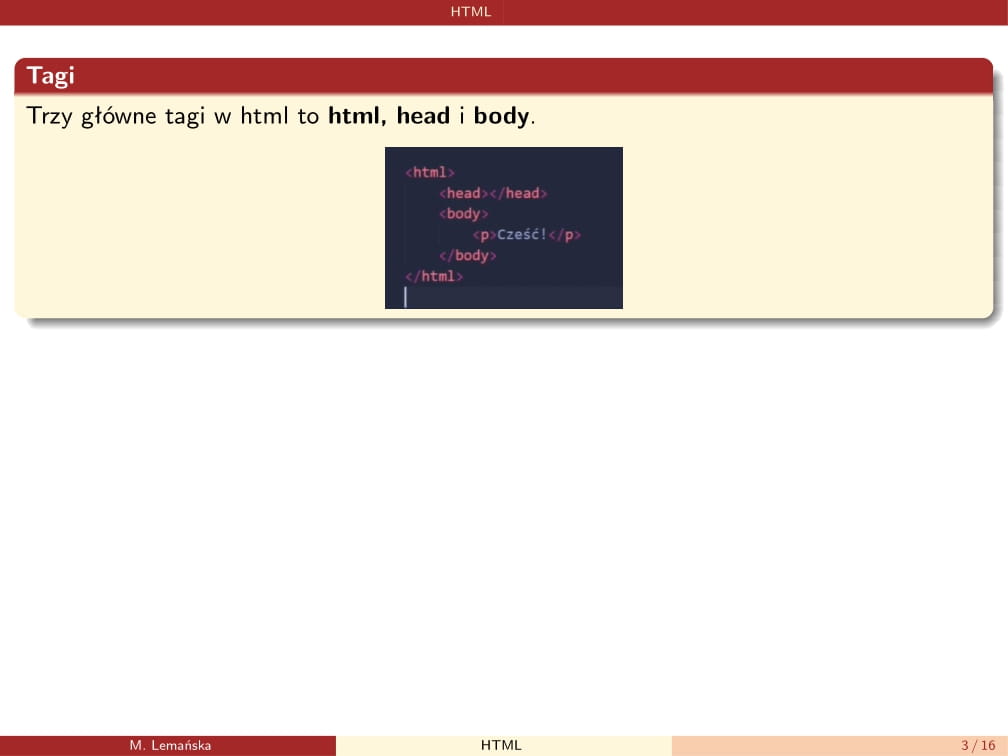 HTML
Tagi
Trzy główne tagi w html to html, head i body.
<html>
<head></head>
<body>
<p>Cześć!</p>
</body>
</html>
M. Lemańska
HTML
3 / 16